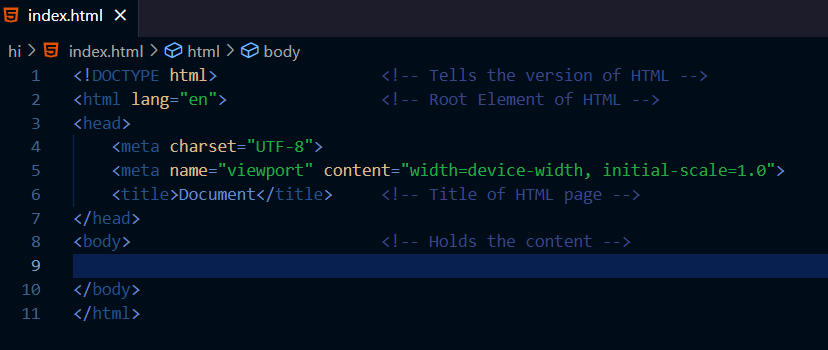 index.html ×
hi > index.html > html > body
1 <!DOCTYPE html> <!-- Tells the version of HTML -->
2 <html lang="en"> <!-- Root Element of HTML -->
3 <head>
4 <meta charset="UTF-8">
5 <meta name="viewport" content="width=device-width, initial-scale=1.0">
6 <title>Document</title> <!-- Title of HTML page -->
7 </head>
8 <body> <!-- Holds the content -->
9
10 </body>
11 </html>